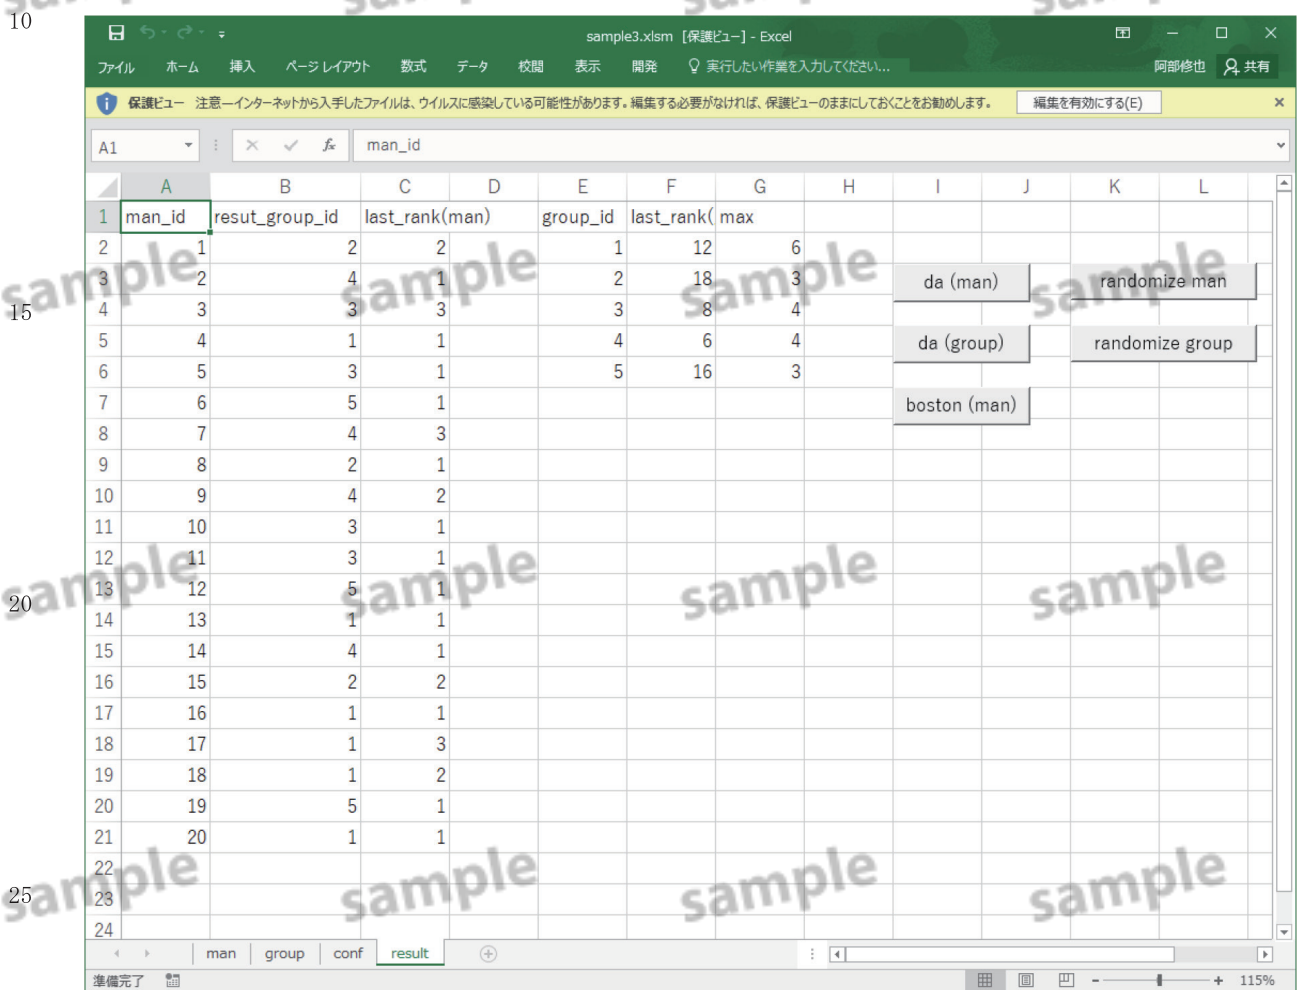 10
sample3.xlsm [保護ビュー] - Excel
ファイル ホーム 挿入 ページ レイアウト 数式 データ 校閲 表示 開発 実行したい作業を入力してください... 阿部修也 共有
保護ビュー 注意—インターネットから入手したファイルは、ウイルスに感染している可能性があります。編集する必要がなければ、保護ビューのままにしておくことをお勧めします。 編集を有効にする(E)
A1 fx man_id
A B C D E F G H I J K L
1 man_id resut_group_id last_rank(man) group_id last_rank( max
2 1 2 2 1 12 6
3 2 4 1 2 18 3 da (man) randomize man
15
4 3 3 3 3 8 4
5 4 1 1 4 6 4 da (group) randomize group
6 5 3 1 5 16 3
7 6 5 1 boston (man)
8 7 4 3
9 8 2 1
10 9 4 2
11 10 3 1
12 11 3 1
13 12 5 1
20
14 13 1 1
15 14 4 1
16 15 2 2
17 16 1 1
18 17 1 3
19 18 1 2
20 19 5 1
21 20 1 1
22
23
25
24
sample sample sample sample
sample sample sample sample
sample sample sample sample
man group conf result
準備完了 115%